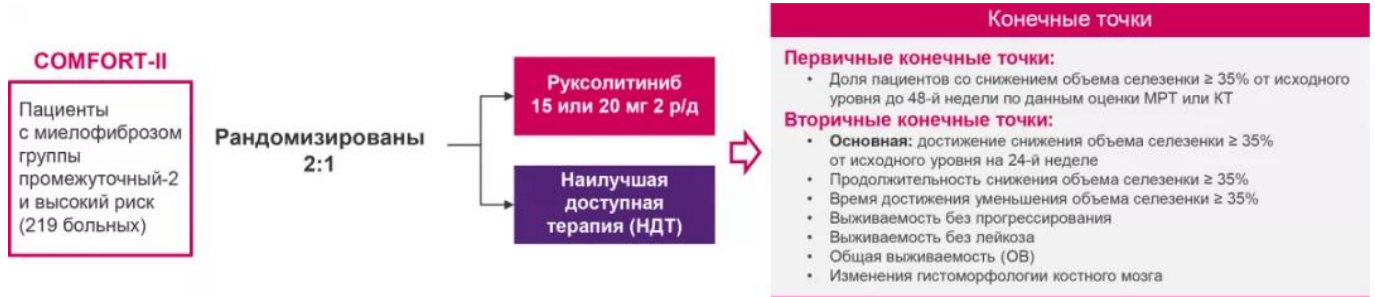 COMFORT-II
Пациенты
с миелофиброзом
группы
промежуточный-2
и высокий риск
(219 больных)
Рандомизированы
2:1
Руксолитиниб
15 или 20 мг 2 р/д
Наилучшая
доступная
терапия (НДТ)
Конечные точки
Первичные конечные точки:
• Доля пациентов со снижением объема селезенки ≥ 35% от исходного
уровня до 48-й недели по данным оценки МРТ или КТ
Вторичные конечные точки:
• Основная: достижение снижения объема селезенки ≥ 35%
от исходного уровня на 24-й неделе
• Продолжительность снижения объема селезенки ≥ 35%
• Время достижения уменьшения объема селезенки ≥ 35%
• Выживаемость без прогрессирования
• Выживаемость без лейкоза
• Общая выживаемость (ОВ)
• Изменения гистоморфологии костного мозга